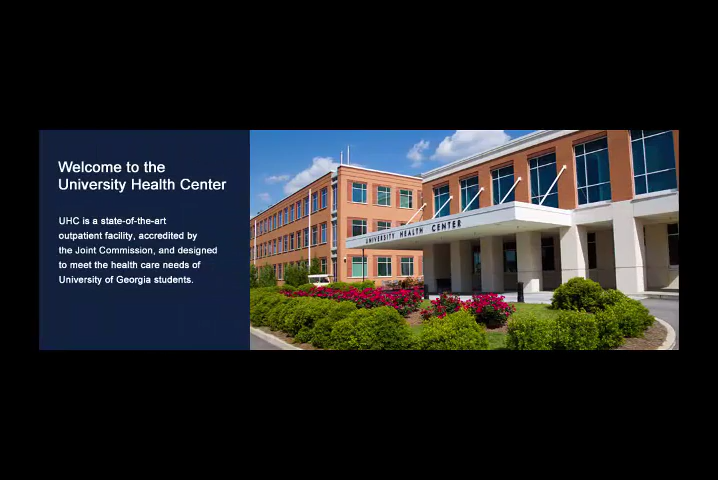 Welcome to the
University Health Center
UHC is a state-of-the-art
outpatient facility, accredited by
the Joint Commission, and designed
to meet the health care needs of
University of Georgia students.
UNIVERSITY HEALTH CENTER